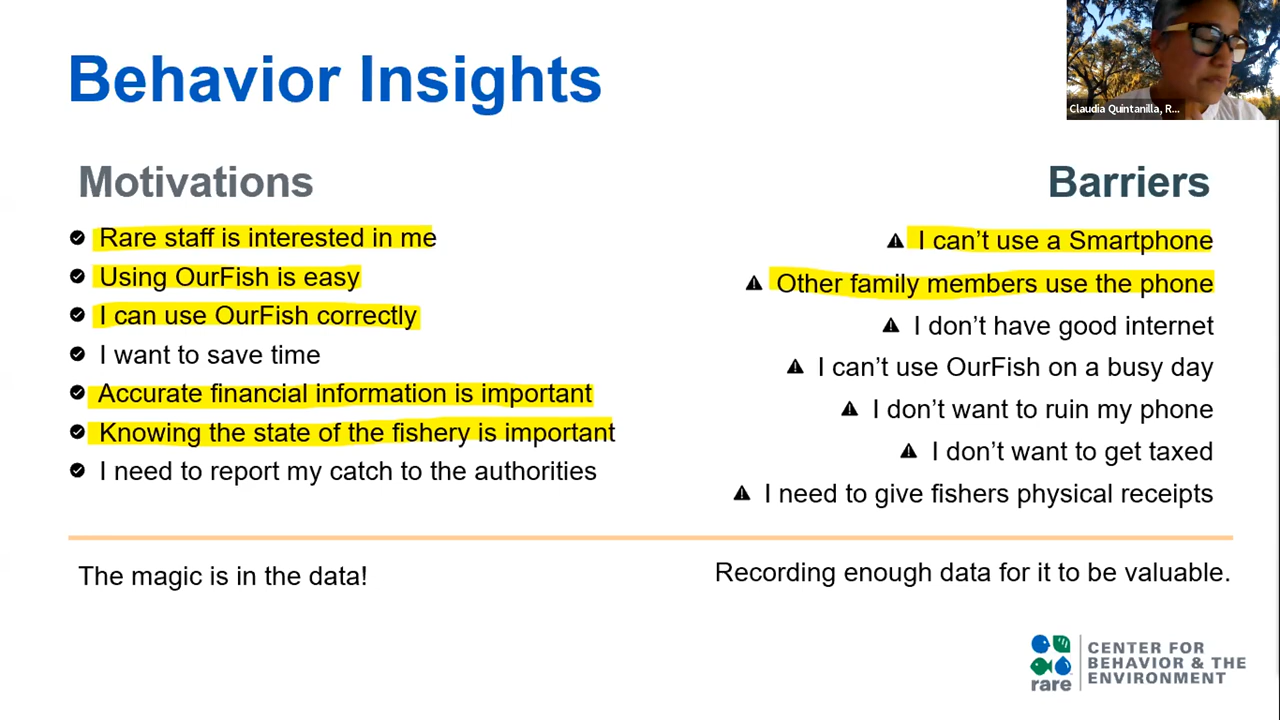 Behavior Insights
Claudia Quintanilla, R...
Motivations
Rare staff is interested in me
Using OurFish is easy
I can use OurFish correctly
I want to save time
Accurate financial information is important
Knowing the state of the fishery is important
I need to report my catch to the authorities
Barriers
I can’t use a Smartphone
Other family members use the phone
I don’t have good internet
I can’t use OurFish on a busy day
I don’t want to ruin my phone
I don’t want to get taxed
I need to give fishers physical receipts
The magic is in the data!
Recording enough data for it to be valuable.
rare
CENTER FOR
BEHAVIOR & THE
ENVIRONMENT